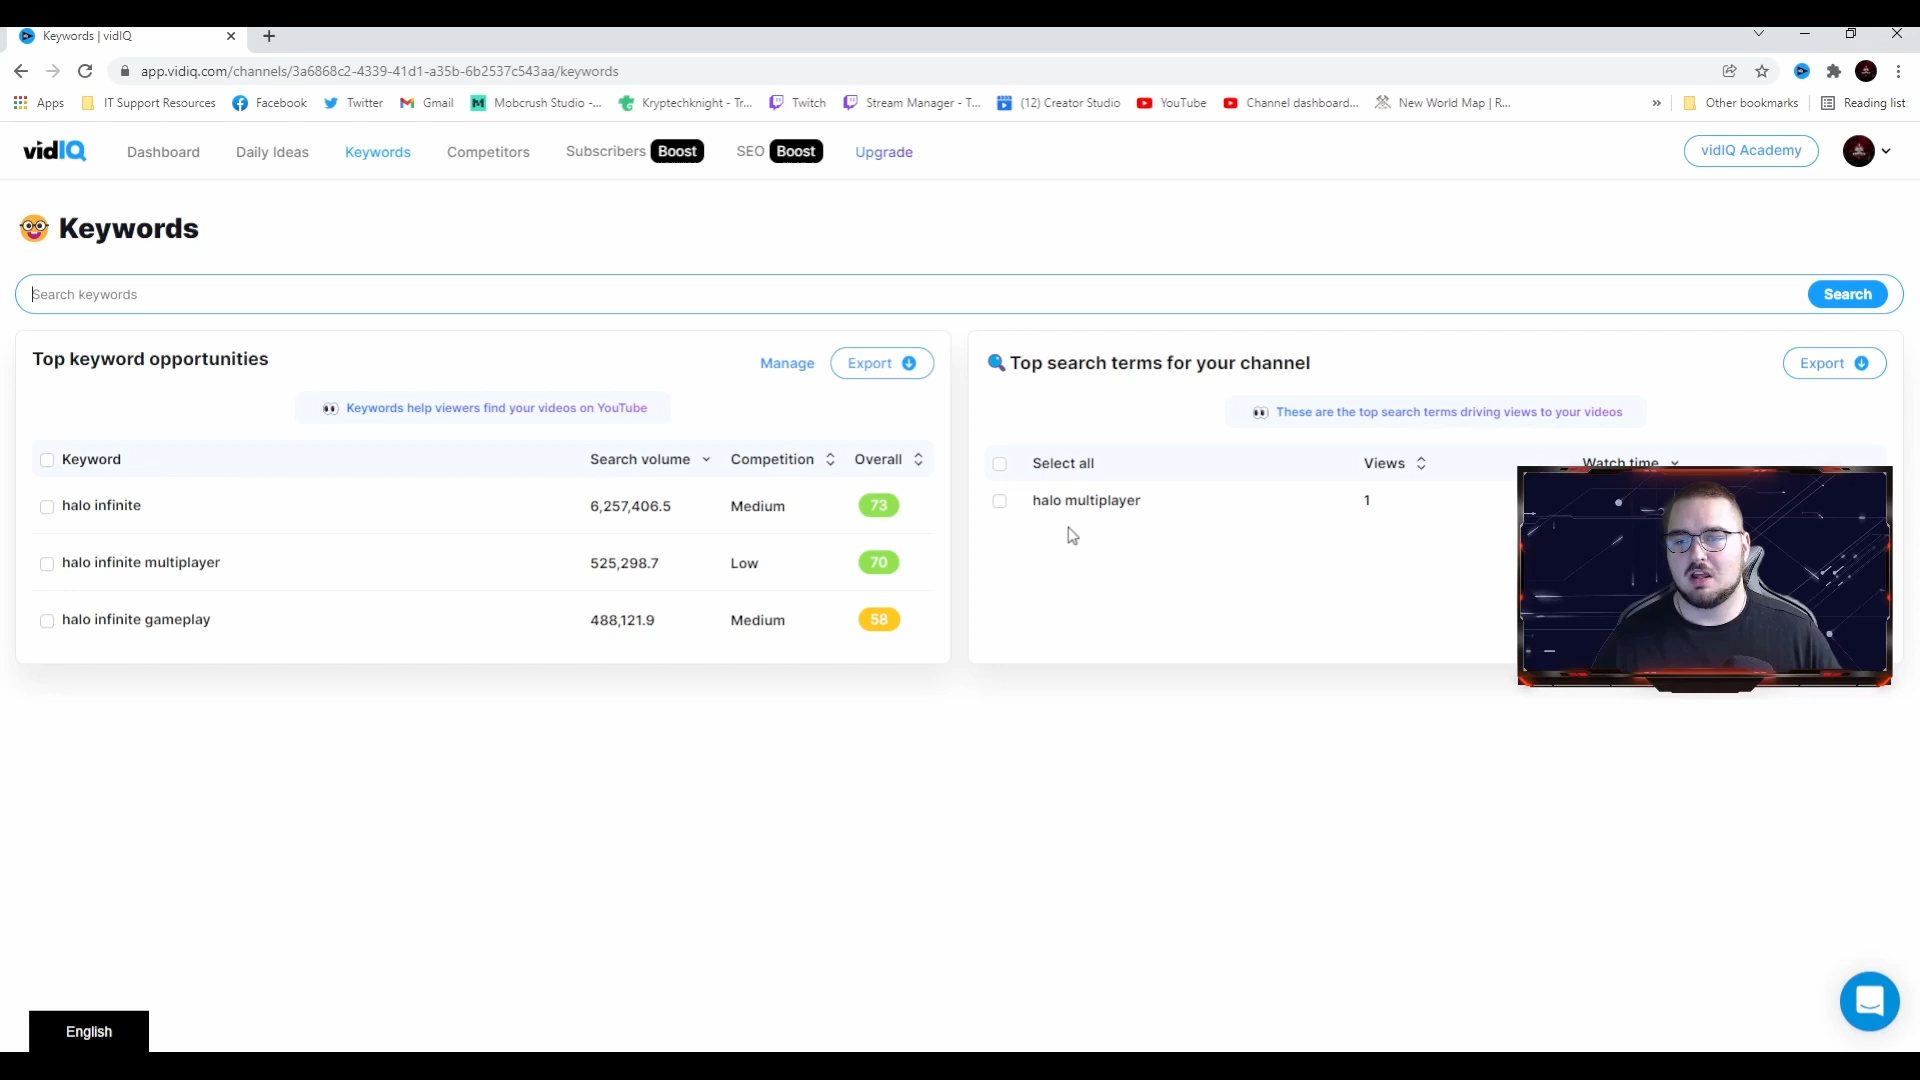 Keywords | vidIQ
app.vidiq.com/channels/3a6868c2-4339-41d1-a35b-6b2537c543aa/keywords
Apps IT Support Resources Facebook Twitter Gmail Mobcrush Studio -... Kryptechknight - Tr... Twitch Stream Manager - T... (12) Creator Studio YouTube Channel dashboard... New World Map | R... » Other bookmarks Reading list
vidIQ Dashboard Daily Ideas Keywords Competitors Subscribers Boost SEO Boost Upgrade vidIQ Academy
Keywords
Search keywords Search
Top keyword opportunities Manage Export
Keywords help viewers find your videos on YouTube
Keyword Search volume Competition Overall
halo infinite 6,257,406.5 Medium 73
halo infinite multiplayer 525,298.7 Low 70
halo infinite gameplay 488,121.9 Medium 58
Top search terms for your channel Export
These are the top search terms driving views to your videos
Select all Views Watch time
halo multiplayer 1
English